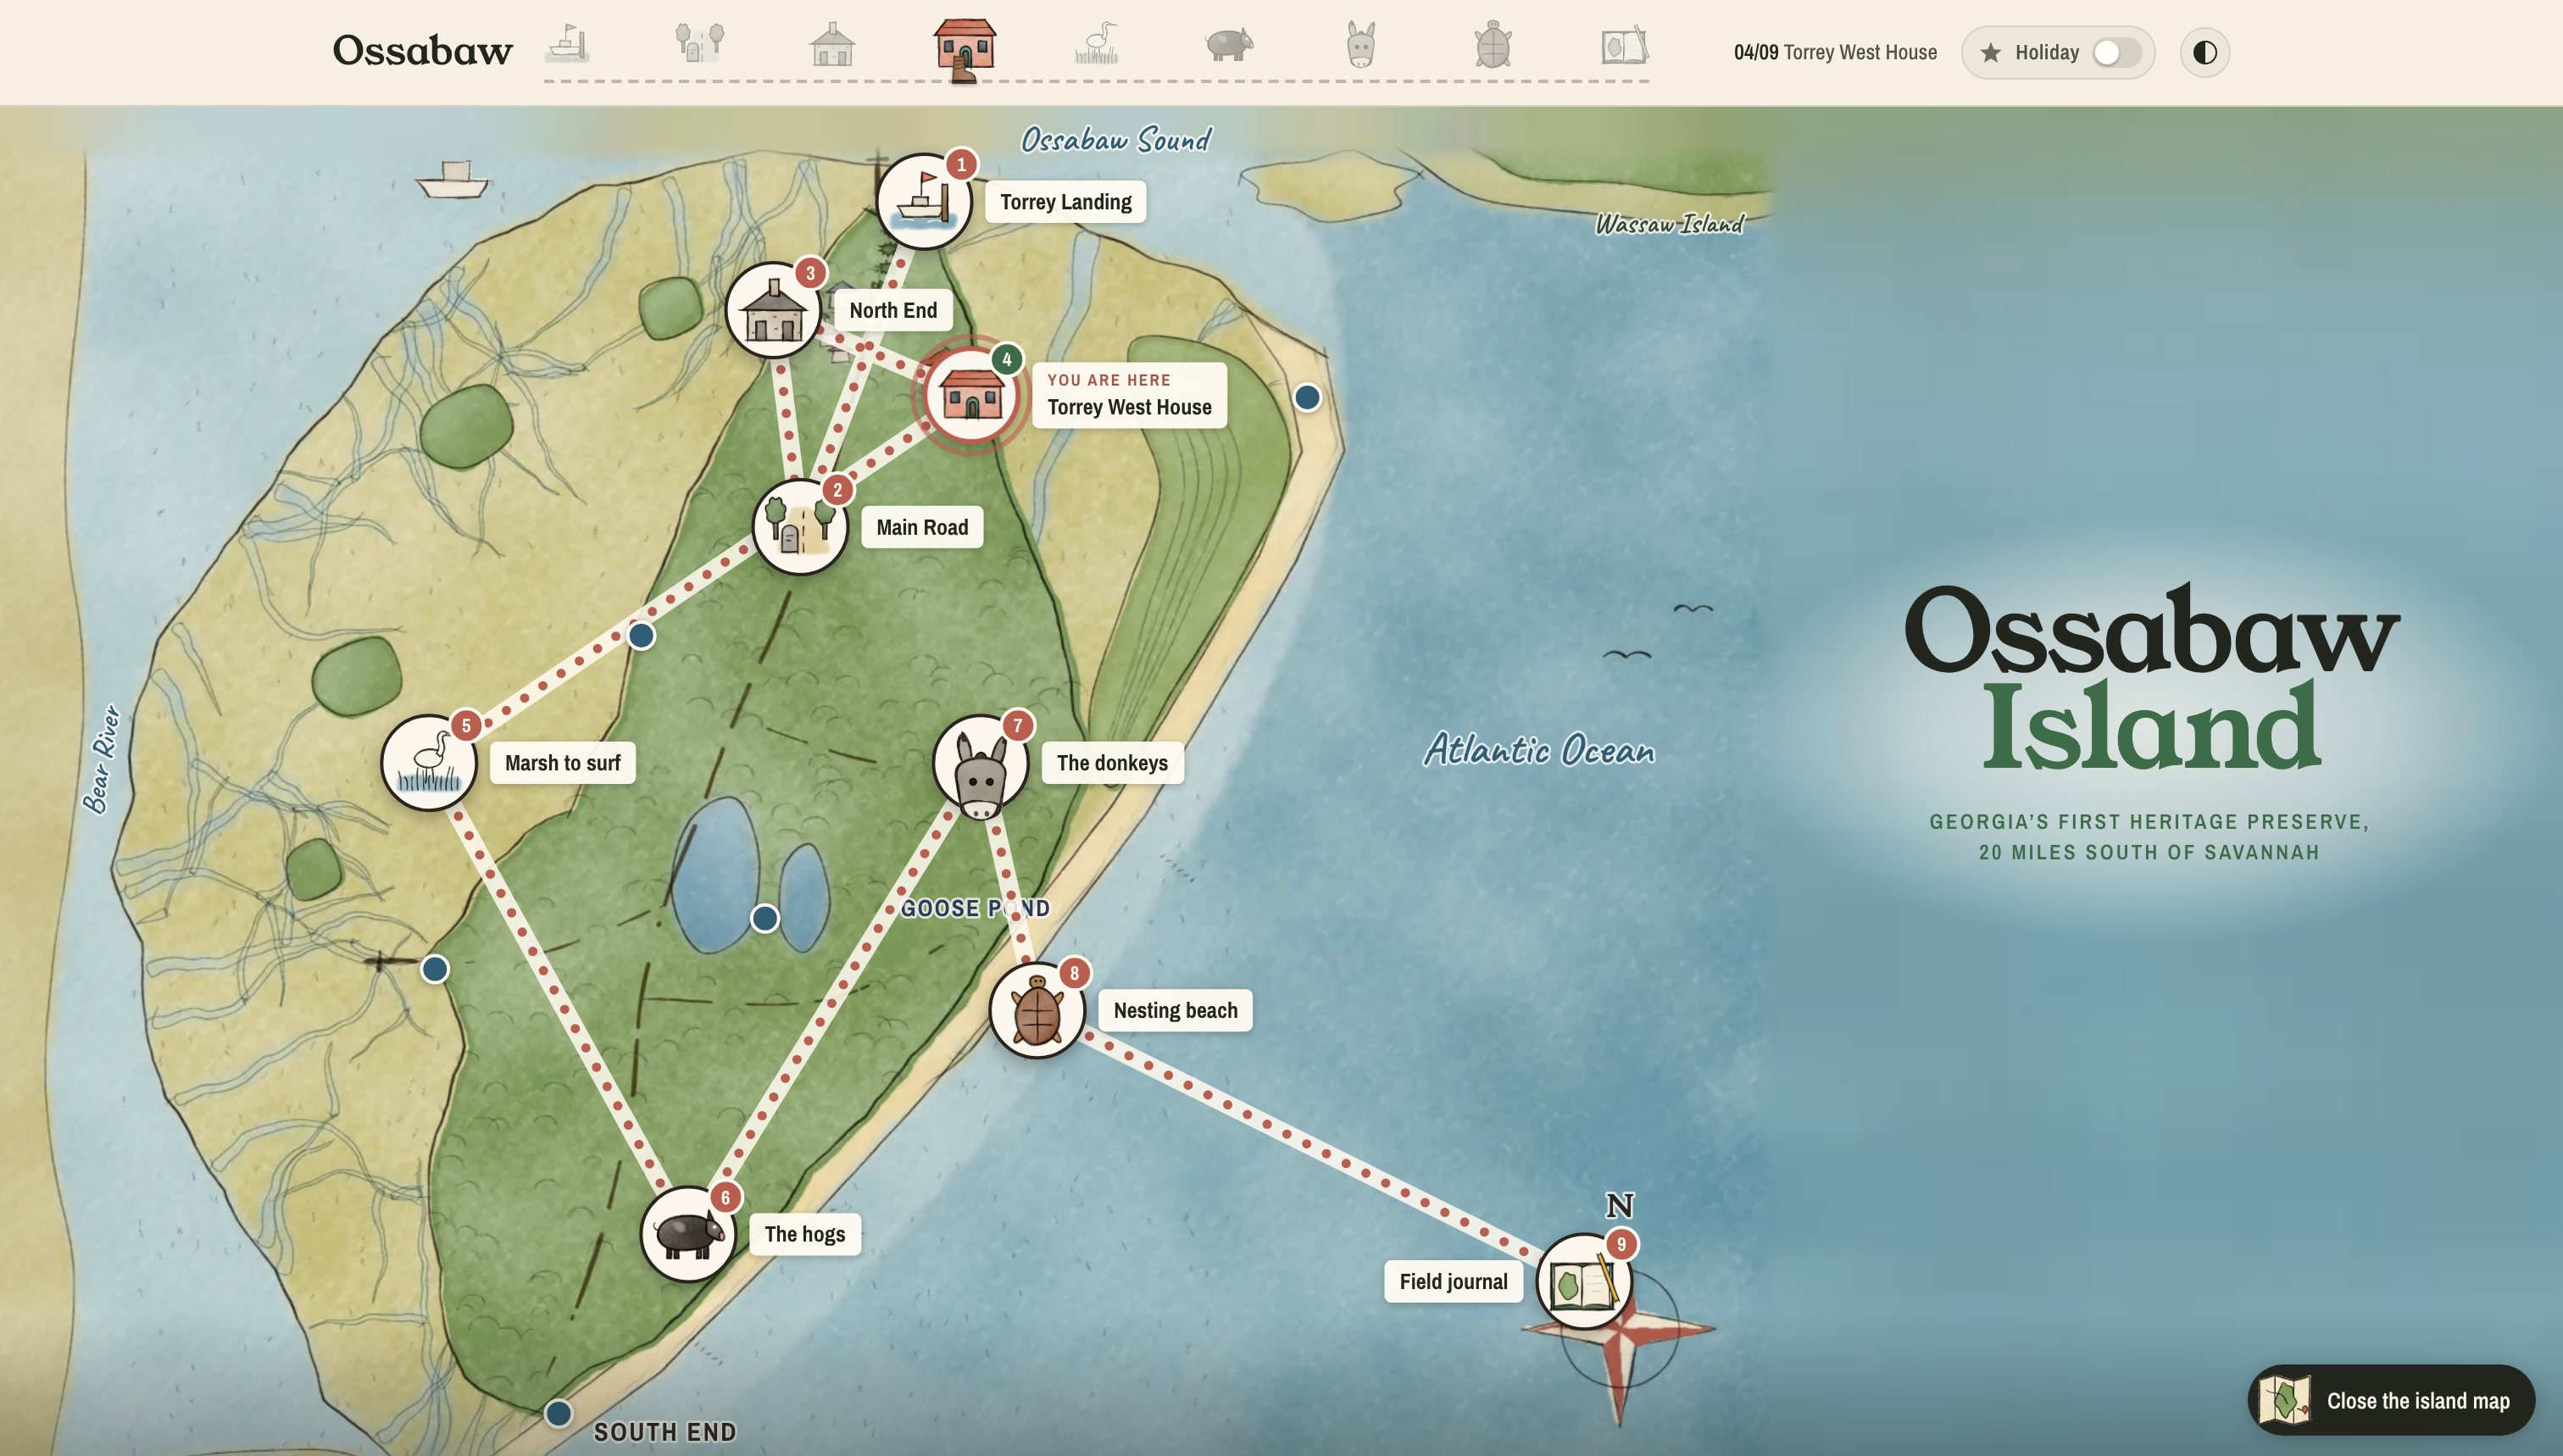 Ossabaw
04/09 Torrey West House
Holiday
Ossabaw Sound
1
Torrey Landing
Wassaw Island
3
North End
4
YOU ARE HERE
Torrey West House
2
Main Road
Ossabaw
Island
GEORGIA’S FIRST HERITAGE PRESERVE,
20 MILES SOUTH OF SAVANNAH
Bear River
5
Marsh to surf
7
The donkeys
Atlantic Ocean
GOOSE POND
8
Nesting beach
6
The hogs
N
9
Field journal
Close the island map
SOUTH END